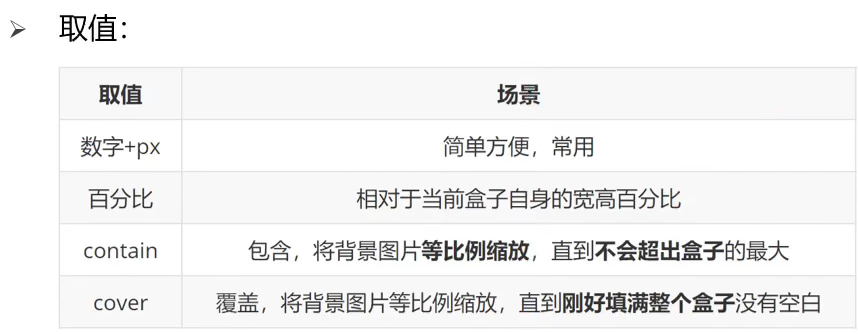 取值：
取值 场景
数字+px 简单方便，常用
百分比 相对于当前盒子自身的宽高百分比
contain 包含，将背景图片等比例缩放，直到不会超出盒子的最大
cover 覆盖，将背景图片等比例缩放，直到刚好填满整个盒子没有空白